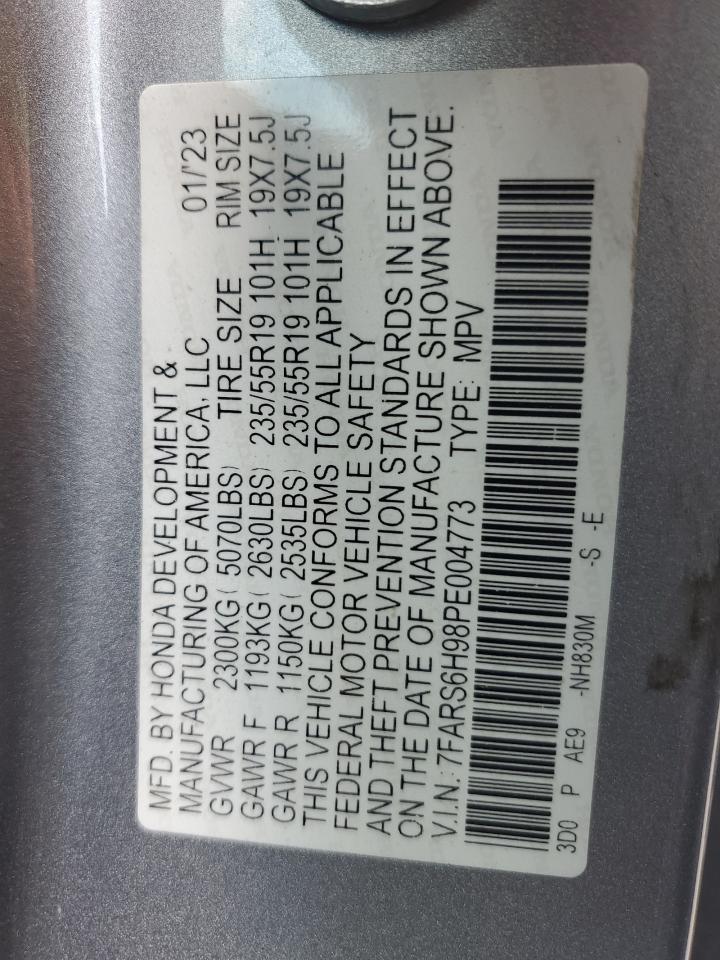 MFD. BY HONDA DEVELOPMENT &
MANUFACTURING OF AMERICA, LLC 01/'23
GVWR 2300KG( 5070LBS) TIRE SIZE RIM SIZE
GAWR F 1193KG( 2630LBS) 235/55R19 101H 19X7.5J
GAWR R 1150KG( 2535LBS) 235/55R19 101H 19X7.5J
THIS VEHICLE CONFORMS TO ALL APPLICABLE
FEDERAL MOTOR VEHICLE SAFETY
AND THEFT PREVENTION STANDARDS IN EFFECT
ON THE DATE OF MANUFACTURE SHOWN ABOVE.
V.I.N.: 7FARS6H98PE004773 TYPE: MPV
3D0 P AE9 -NH830M -S -E